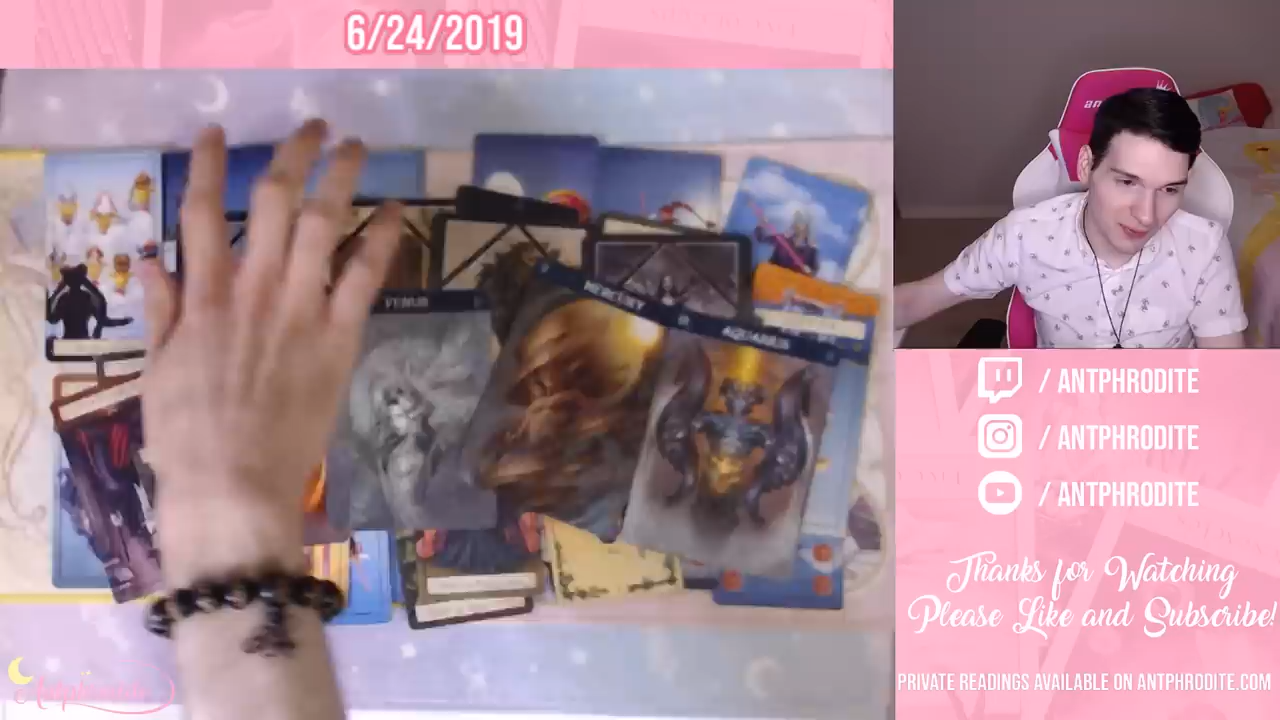 6/24/2019
VENUS
MERCURY
AQUARIUS
/ ANTPHRODITE
/ ANTPHRODITE
/ ANTPHRODITE
Thanks for Watching
Please Like and Subscribe!
PRIVATE READINGS AVAILABLE ON ANTPHRODITE.COM
Antphrodite